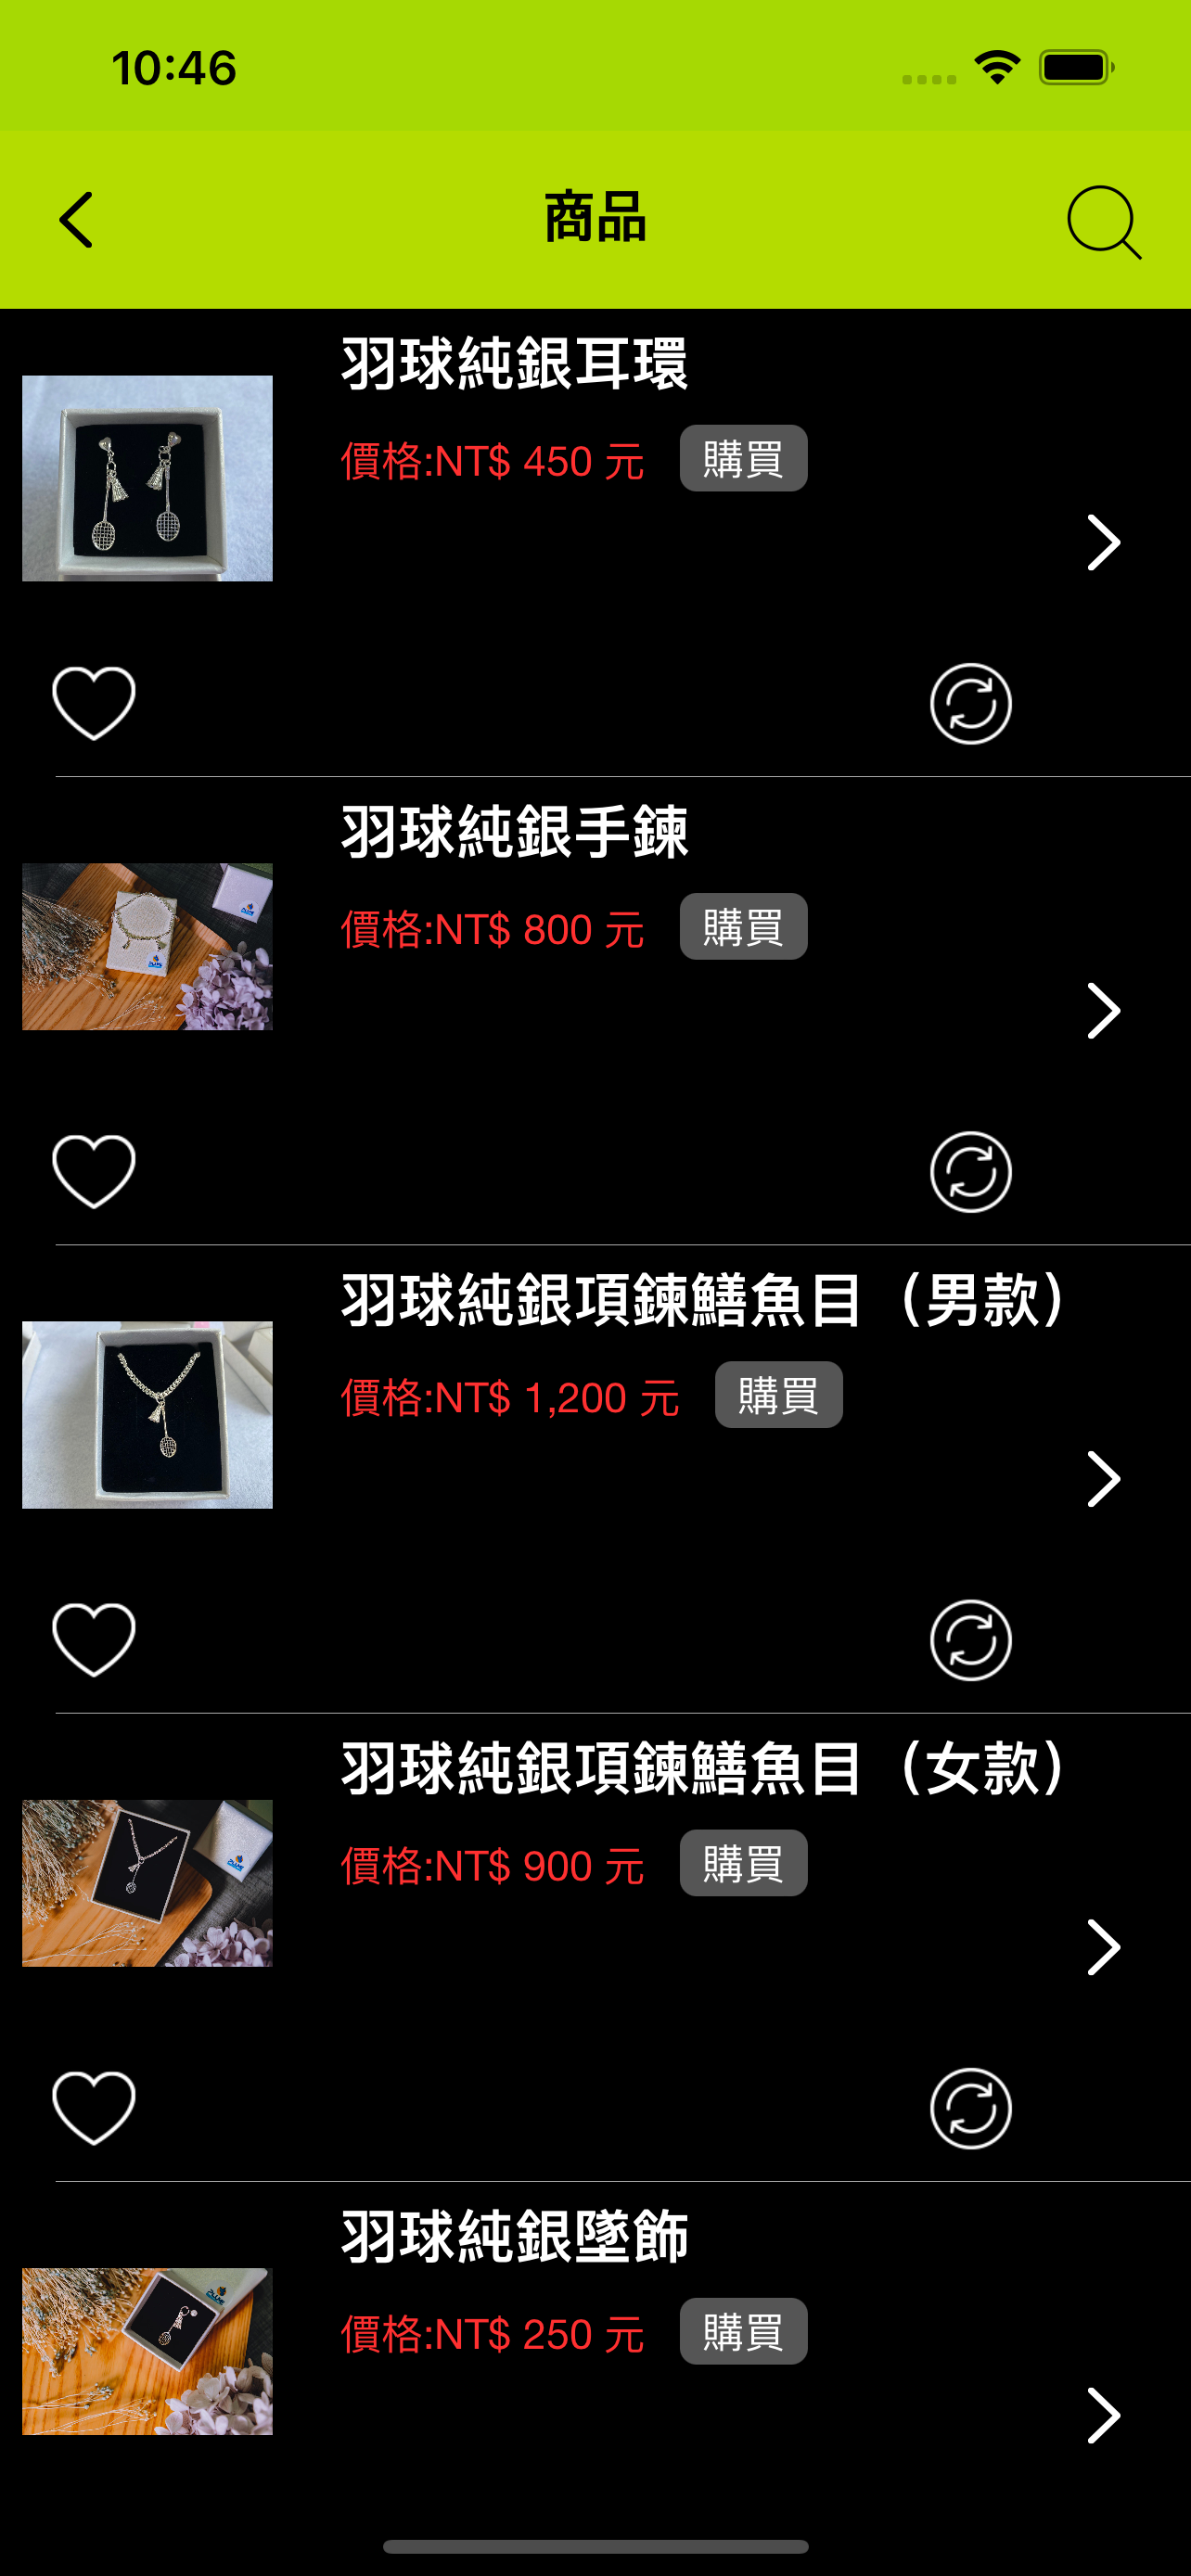 10:46
商品
羽球純銀耳環
價格:NT$ 450 元 購買
羽球純銀手鍊
價格:NT$ 800 元 購買
羽球純銀項鍊鱔魚目（男款）
價格:NT$ 1,200 元 購買
羽球純銀項鍊鱔魚目（女款）
價格:NT$ 900 元 購買
羽球純銀墜飾
價格:NT$ 250 元 購買